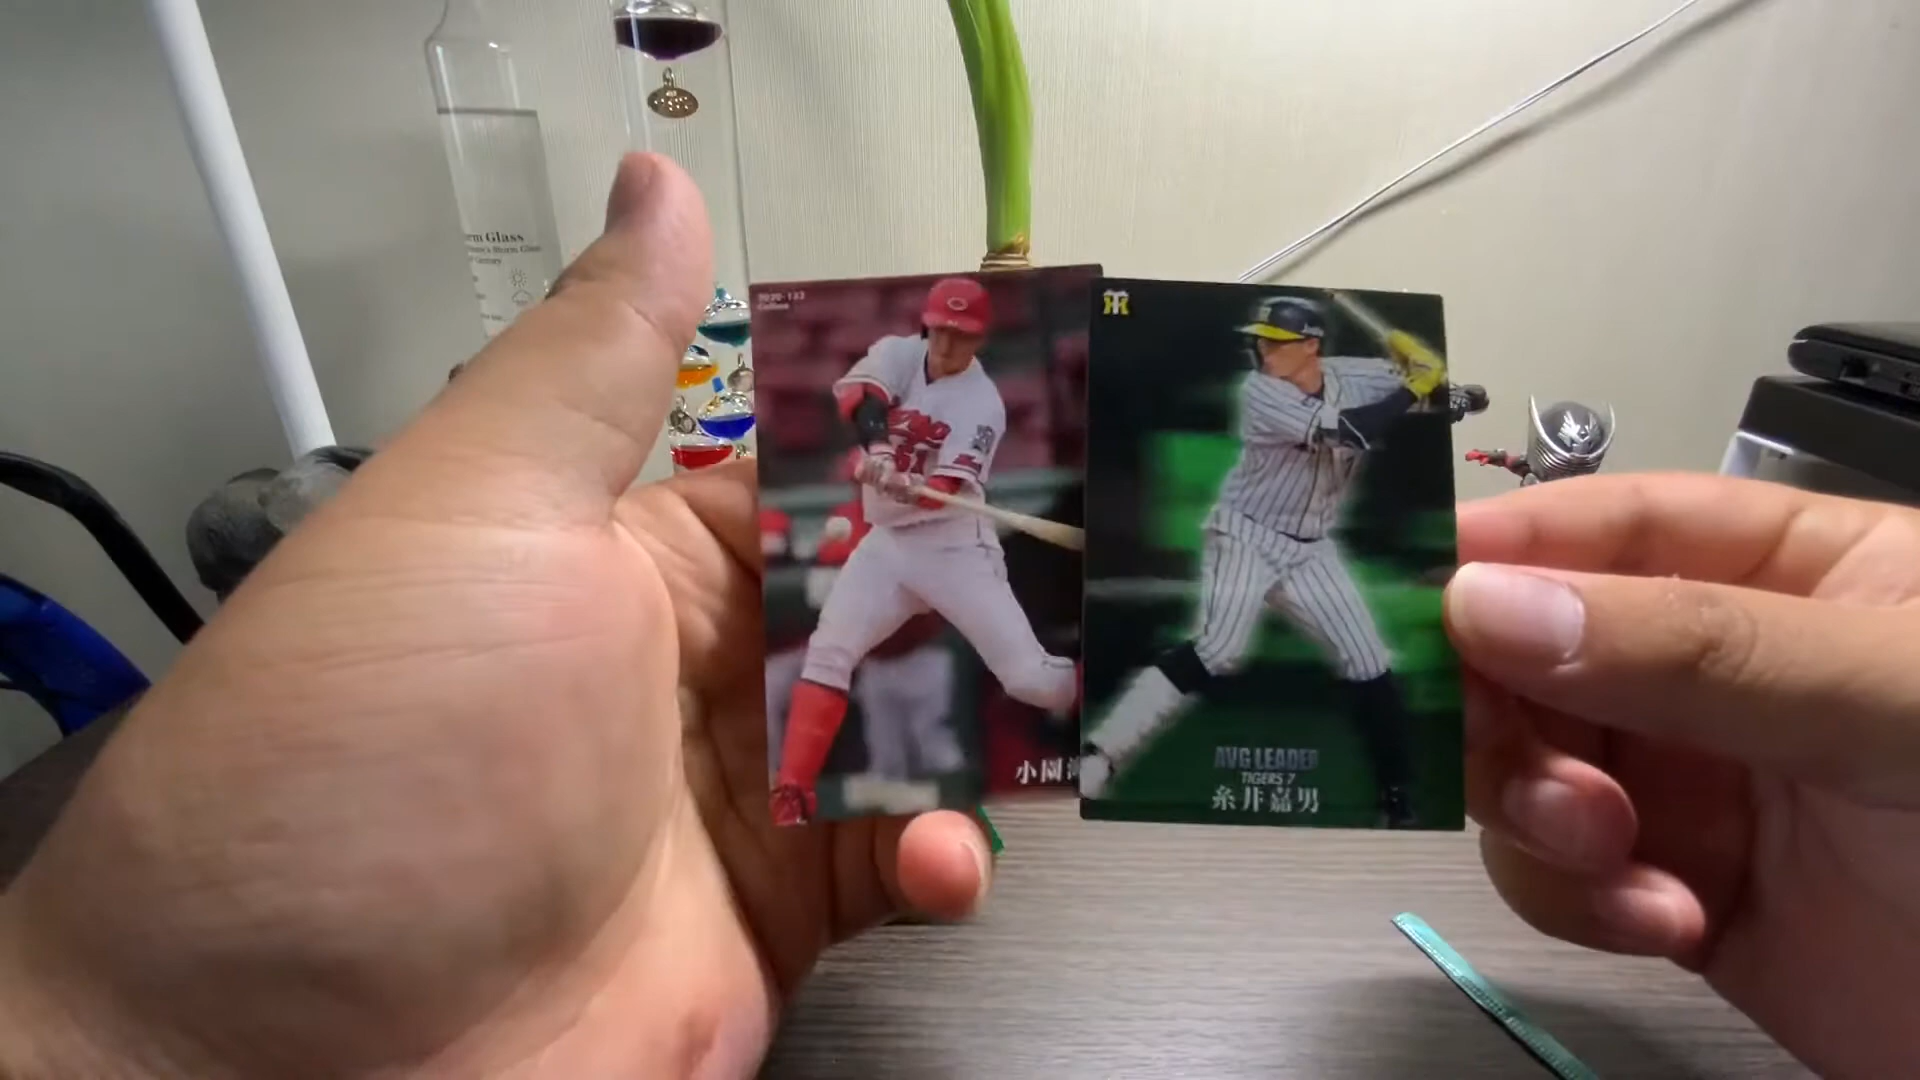 rm Glass
Storm Glass
Century
2020-133
Calbee
51
小園海
AVG LEADER
TIGERS 7
糸井嘉男